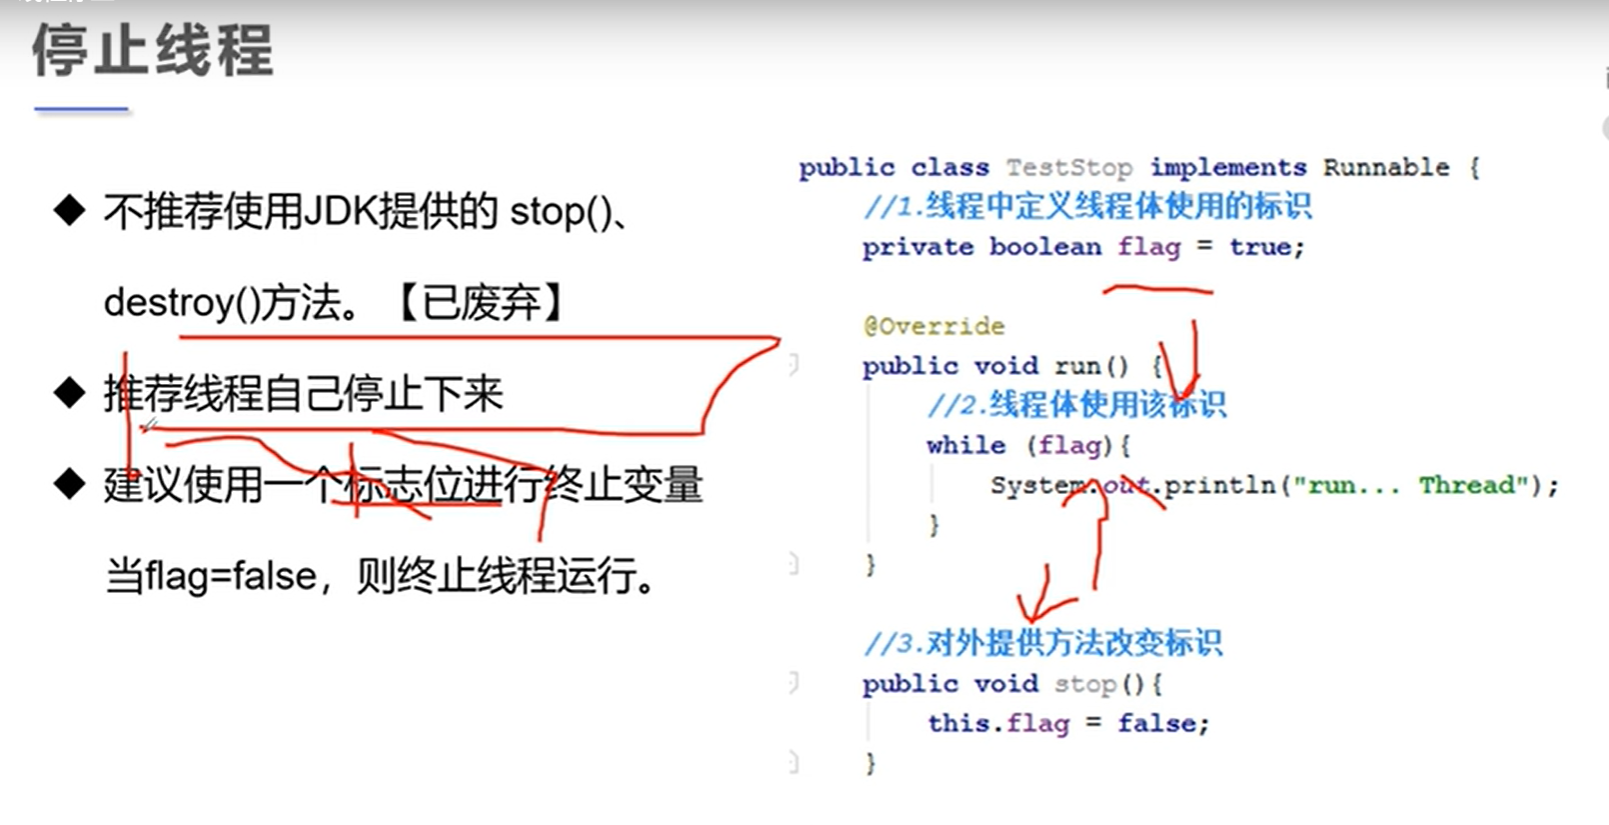 停止线程
◆ 不推荐使用JDK提供的 stop()、
destroy()方法。【已废弃】
◆ 推荐线程自己停止下来
◆ 建议使用一个标志位进行终止变量
当flag=false，则终止线程运行。
public class TestStop implements Runnable {
//1.线程中定义线程体使用的标识
private boolean flag = true;
@Override
public void run() {
//2.线程体使用该标识
while (flag){
System.out.println("run... Thread");
}
}
//3.对外提供方法改变标识
public void stop(){
this.flag = false;
}